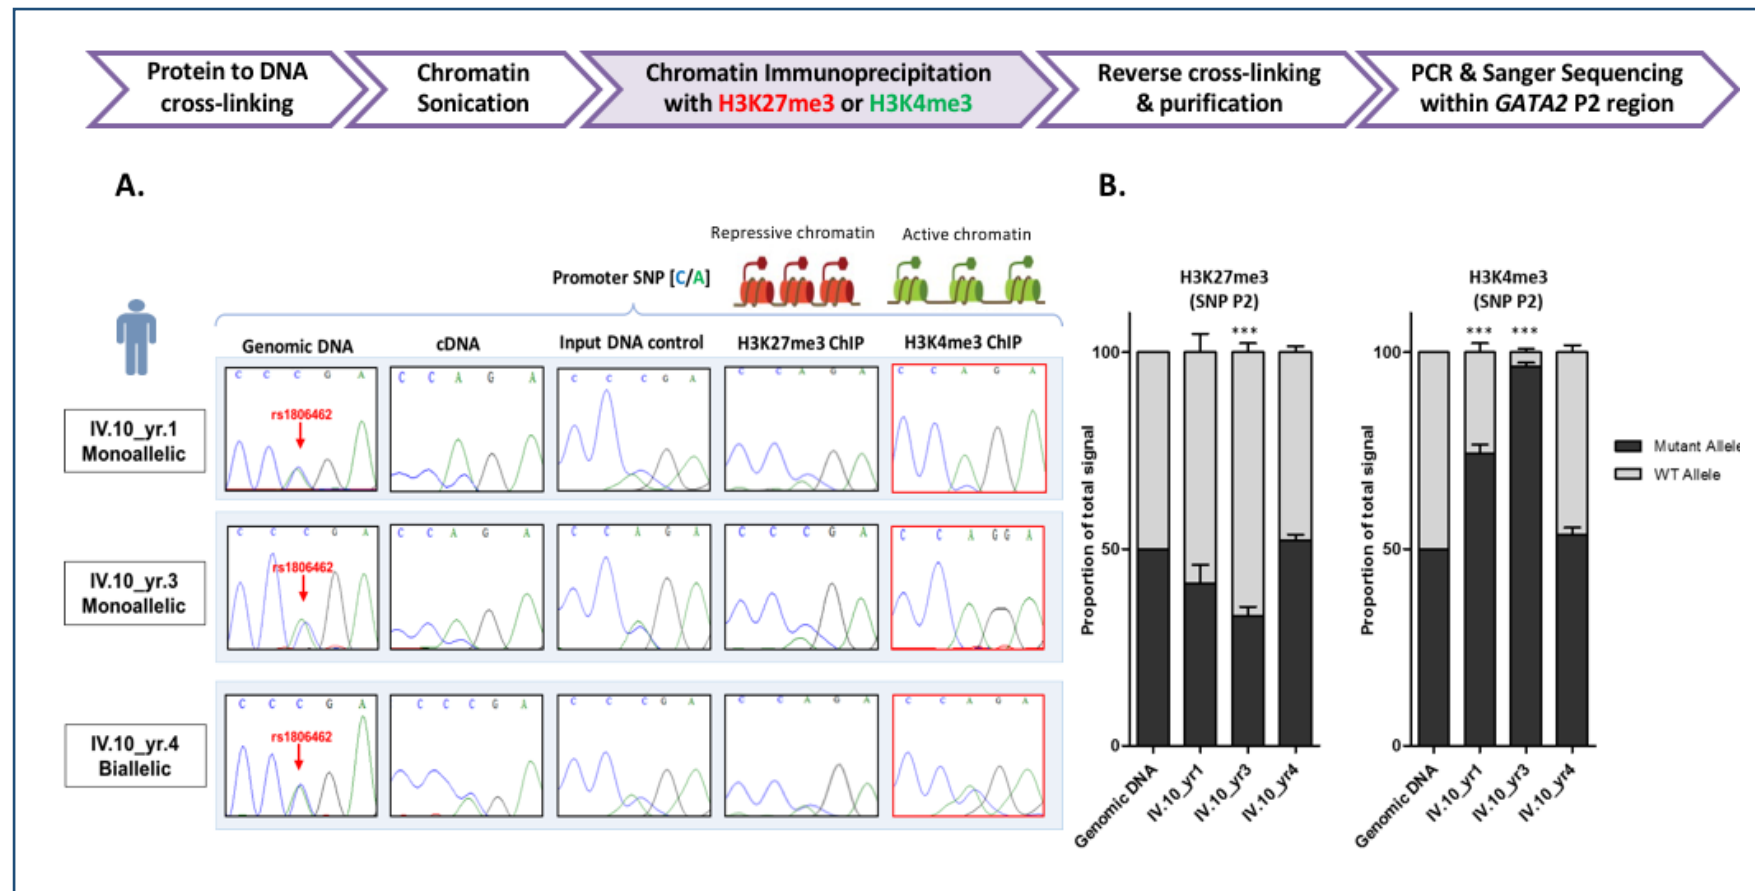 Protein to DNA
cross-linking
Chromatin
Sonication
Chromatin Immunoprecipitation
with H3K27me3 or H3K4me3
Reverse cross-linking
& purification
PCR & Sanger Sequencing
within GATA2 P2 region
A.
Repressive chromatin
Active chromatin
Promoter SNP [C/A]
Genomic DNA
cDNA
Input DNA control
H3K27me3 ChIP
H3K4me3 ChIP
IV.10_yr.1
Monoallelic
C C C G A
rs1806462
C C A G A
C C C G A
C C A G A
C C A G A
IV.10_yr.3
Monoallelic
C C C G A
rs1806462
C C A G A
C C A G A
C C C G A
C C A G G A
IV.10_yr.4
Biallelic
C C C G A
rs1806462
C C C G A
C C C G A
C C A G A
C C A G A
B.
H3K27me3
(SNP P2)
***
Proportion of total signal
100
50
0
Genomic DNA
IV.10_yr1
IV.10_yr3
IV.10_yr4
H3K4me3
(SNP P2)
*** ***
Proportion of total signal
100
50
0
Genomic DNA
IV.10_yr1
IV.10_yr3
IV.10_yr4
Mutant Allele
WT Allele